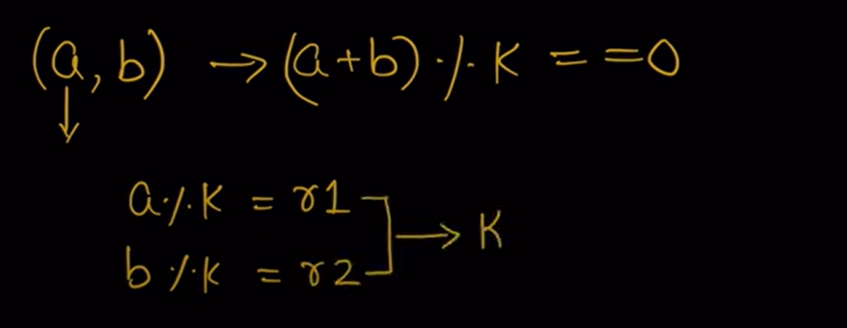 (a, b) → (a+b) % K = = 0
a % K = r1
b % K = r2
→ K